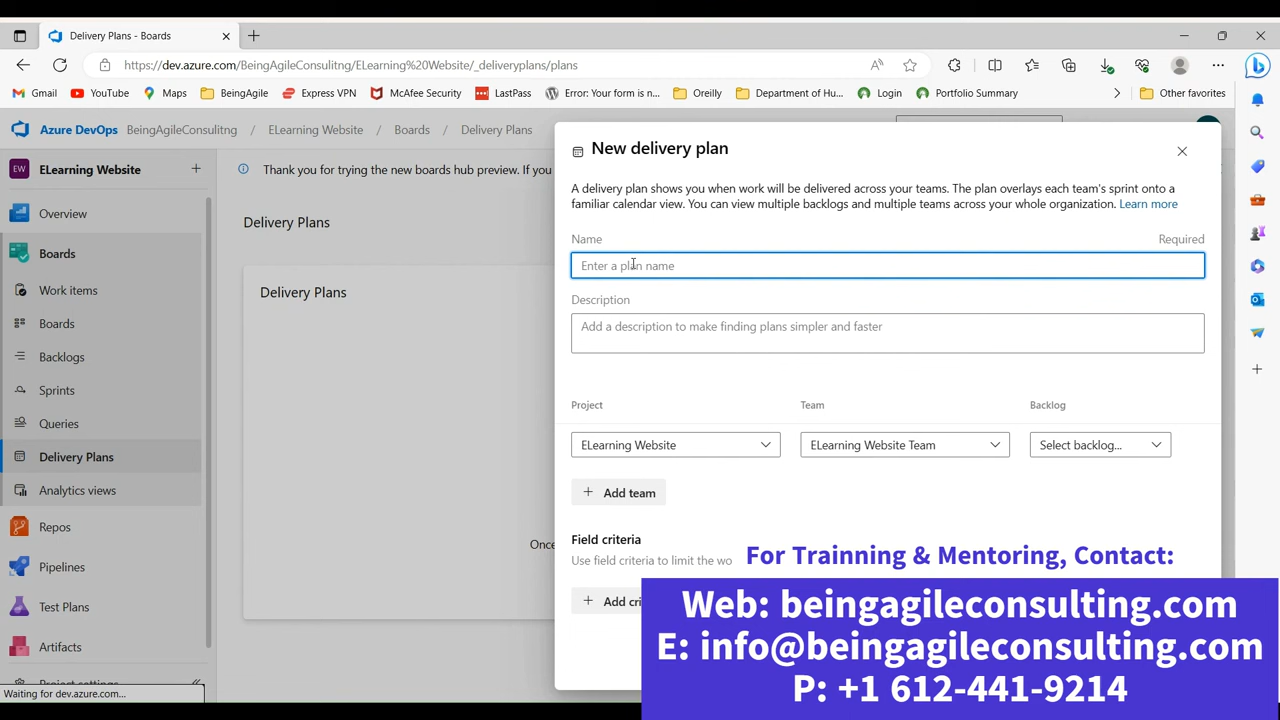 Delivery Plans - Boards
https://dev.azure.com/BeingAgileConsulitng/ELearning%20Website/_deliveryplans/plans
Gmail
YouTube
Maps
BeingAgile
Express VPN
McAfee Security
LastPass
Error: Your form is n...
Oreilly
Department of Hu...
Login
Portfolio Summary
Other favorites
Azure DevOps
BeingAgileConsulitng / ELearning Website / Boards / Delivery Plans
EW
ELearning Website
Overview
Boards
Work items
Boards
Backlogs
Sprints
Queries
Delivery Plans
Analytics views
Repos
Pipelines
Test Plans
Artifacts
Project settings
Waiting for dev.azure.com...
Thank you for trying the new boards hub preview. If you
Delivery Plans
Delivery Plans
Once
New delivery plan
A delivery plan shows you when work will be delivered across your teams. The plan overlays each team's sprint onto a
familiar calendar view. You can view multiple backlogs and multiple teams across your whole organization. Learn more
Name Required
Enter a plan name
Description
Add a description to make finding plans simpler and faster
Project Team Backlog
ELearning Website ELearning Website Team Select backlog...
+ Add team
Field criteria
Use field criteria to limit the wo
+ Add cri
For Trainning & Mentoring, Contact:
Web: beingagileconsulting.com
E: info@beingagileconsulting.com
P: +1 612-441-9214